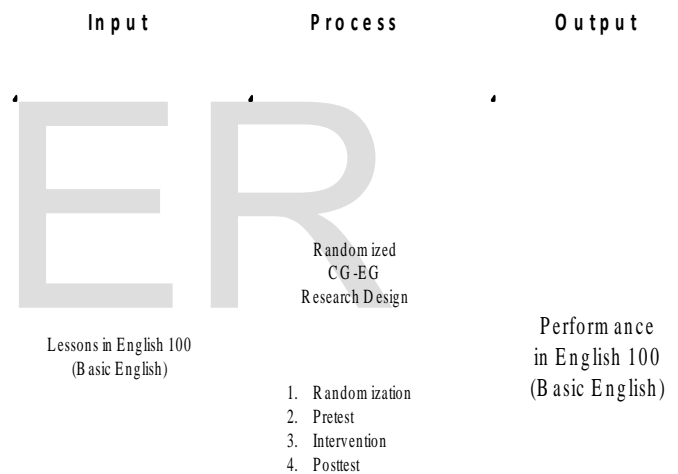 Input
Process
Output
ER
Lessons in English 100
(Basic English)
Randomized
CG-EG
Research Design
1. Randomization
2. Pretest
3. Intervention
4. Posttest
Performance
in English 100
(Basic English)